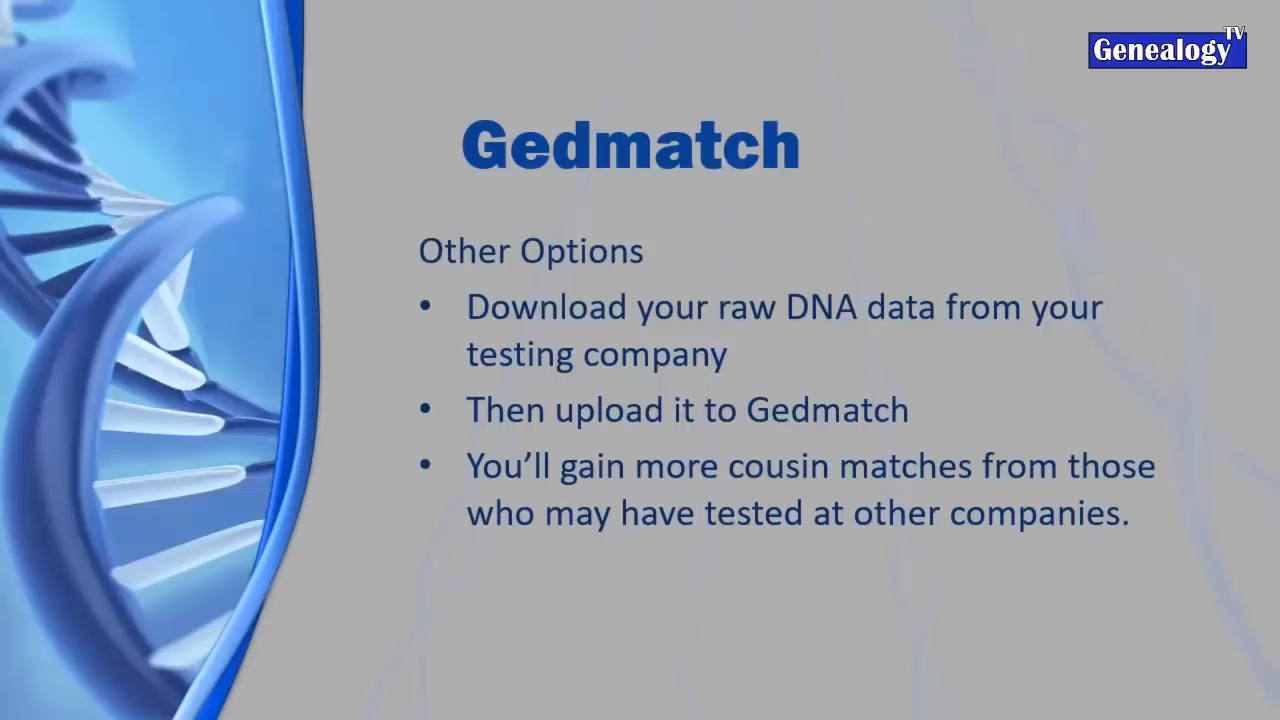 Genealogy TV
Gedmatch
Other Options
• Download your raw DNA data from your
testing company
• Then upload it to Gedmatch
• You’ll gain more cousin matches from those
who may have tested at other companies.